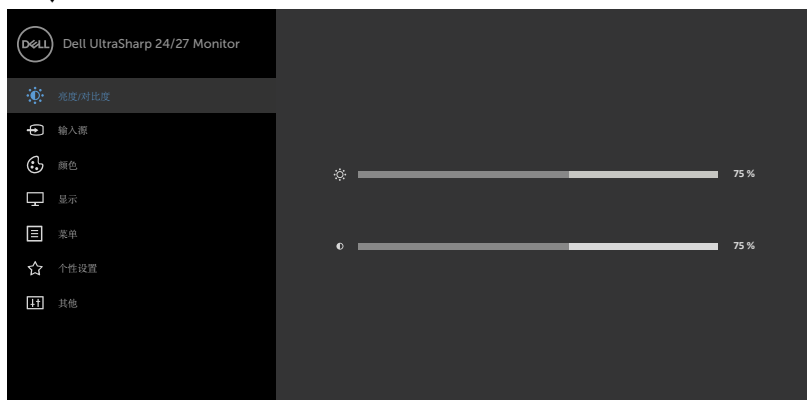 DELL Dell UltraSharp 24/27 Monitor
亮度/对比度
输入源
颜色
75 %
显示
菜单
75 %
个性设置
其他